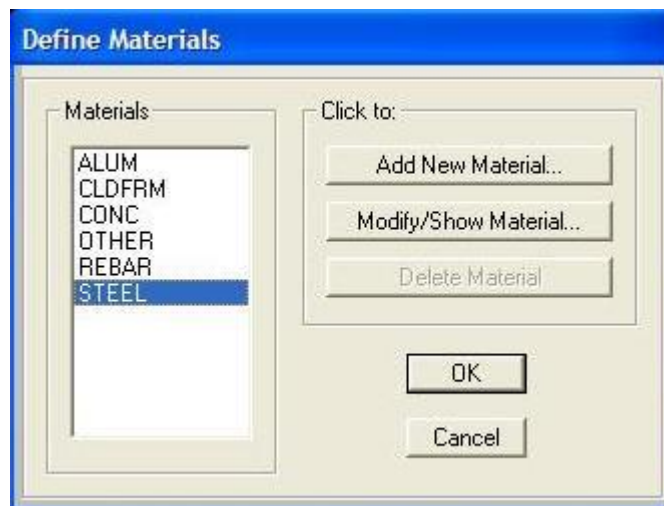 Define Materials
Materials
ALUM
CLDFRM
CONC
OTHER
REBAR
STEEL
Click to:
Add New Material...
Modify/Show Material...
Delete Material
OK
Cancel